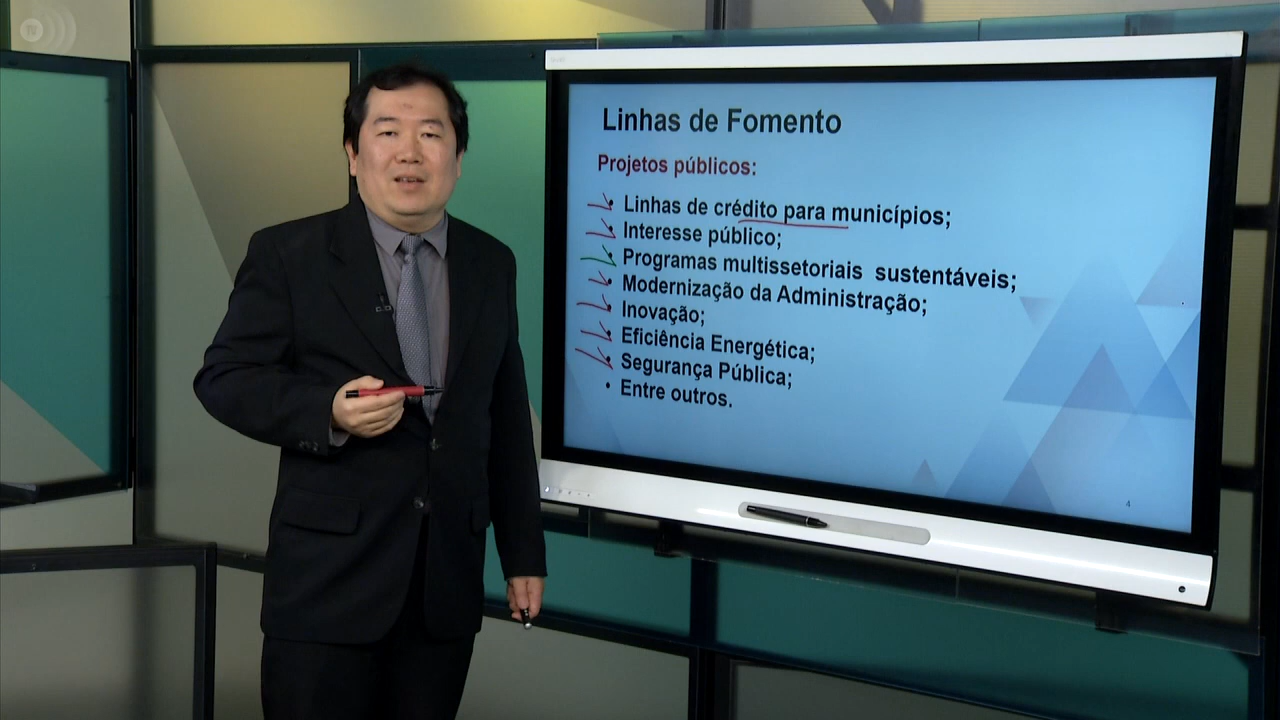 Linhas de Fomento
Projetos públicos:
• Linhas de crédito para municípios;
• Interesse público;
• Programas multissetoriais sustentáveis;
• Modernização da Administração;
• Inovação;
• Eficiência Energética;
• Segurança Pública;
• Entre outros.
4